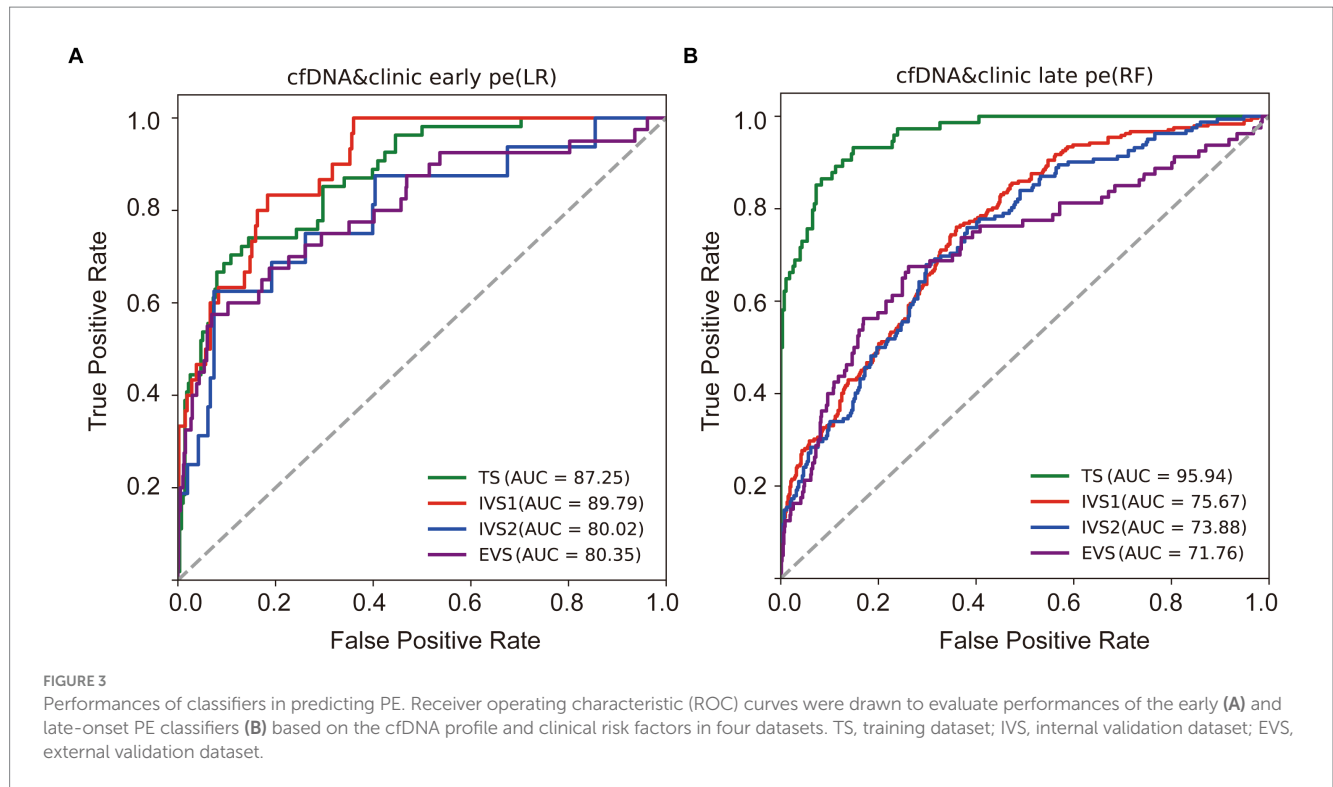 A
cfDNA&clinic early pe(LR)
1.0
0.8
0.6
0.4
0.2
True Positive Rate
TS (AUC = 87.25)
IVS1(AUC = 89.79)
IVS2(AUC = 80.02)
EVS (AUC = 80.35)
0.0 0.2 0.4 0.6 0.8 1.0
False Positive Rate
B
cfDNA&clinic late pe(RF)
1.0
0.8
0.6
0.4
0.2
True Positive Rate
TS (AUC = 95.94)
IVS1(AUC = 75.67)
IVS2(AUC = 73.88)
EVS (AUC = 71.76)
0.0 0.2 0.4 0.6 0.8 1.0
False Positive Rate
FIGURE 3
Performances of classifiers in predicting PE. Receiver operating characteristic (ROC) curves were drawn to evaluate performances of the early (A) and
late-onset PE classifiers (B) based on the cfDNA profile and clinical risk factors in four datasets. TS, training dataset; IVS, internal validation dataset; EVS,
external validation dataset.